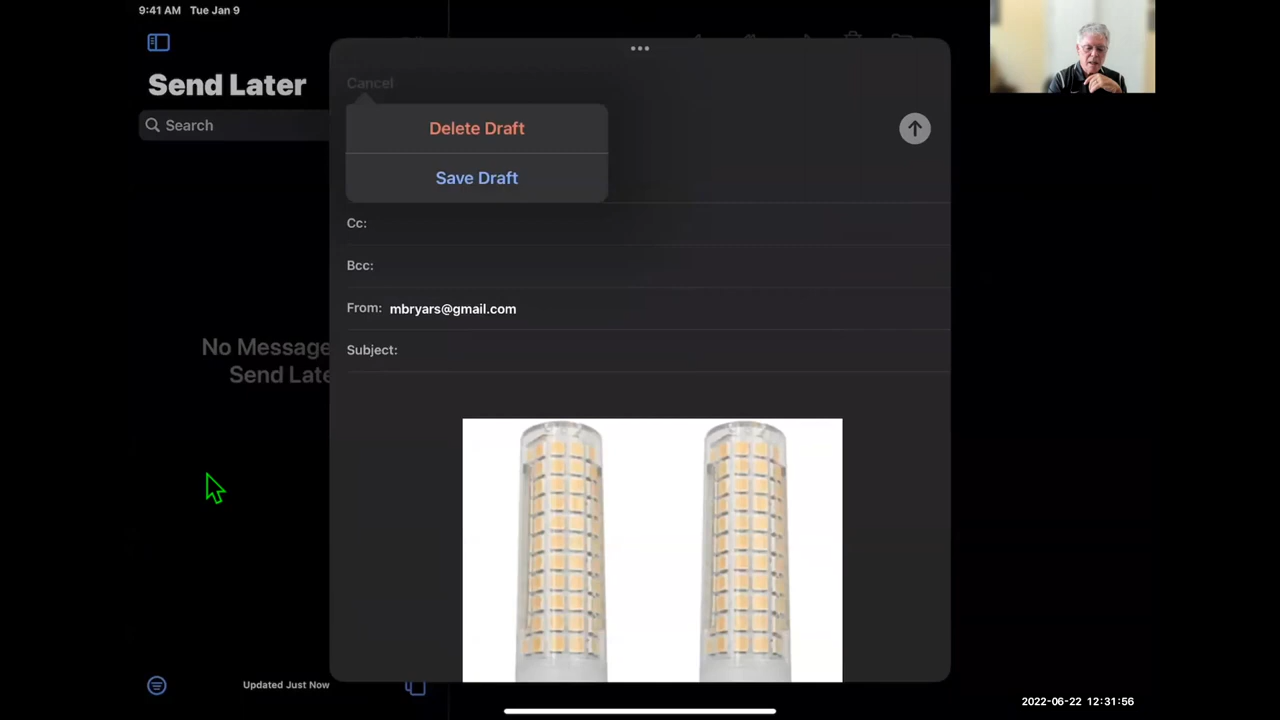 9:41 AM Tue Jan 9
Send Later
Search
Cancel
Delete Draft
Save Draft
Cc:
Bcc:
From: mbryars@gmail.com
Subject:
No Message
Send Late
Updated Just Now
2022-06-22 12:31:56